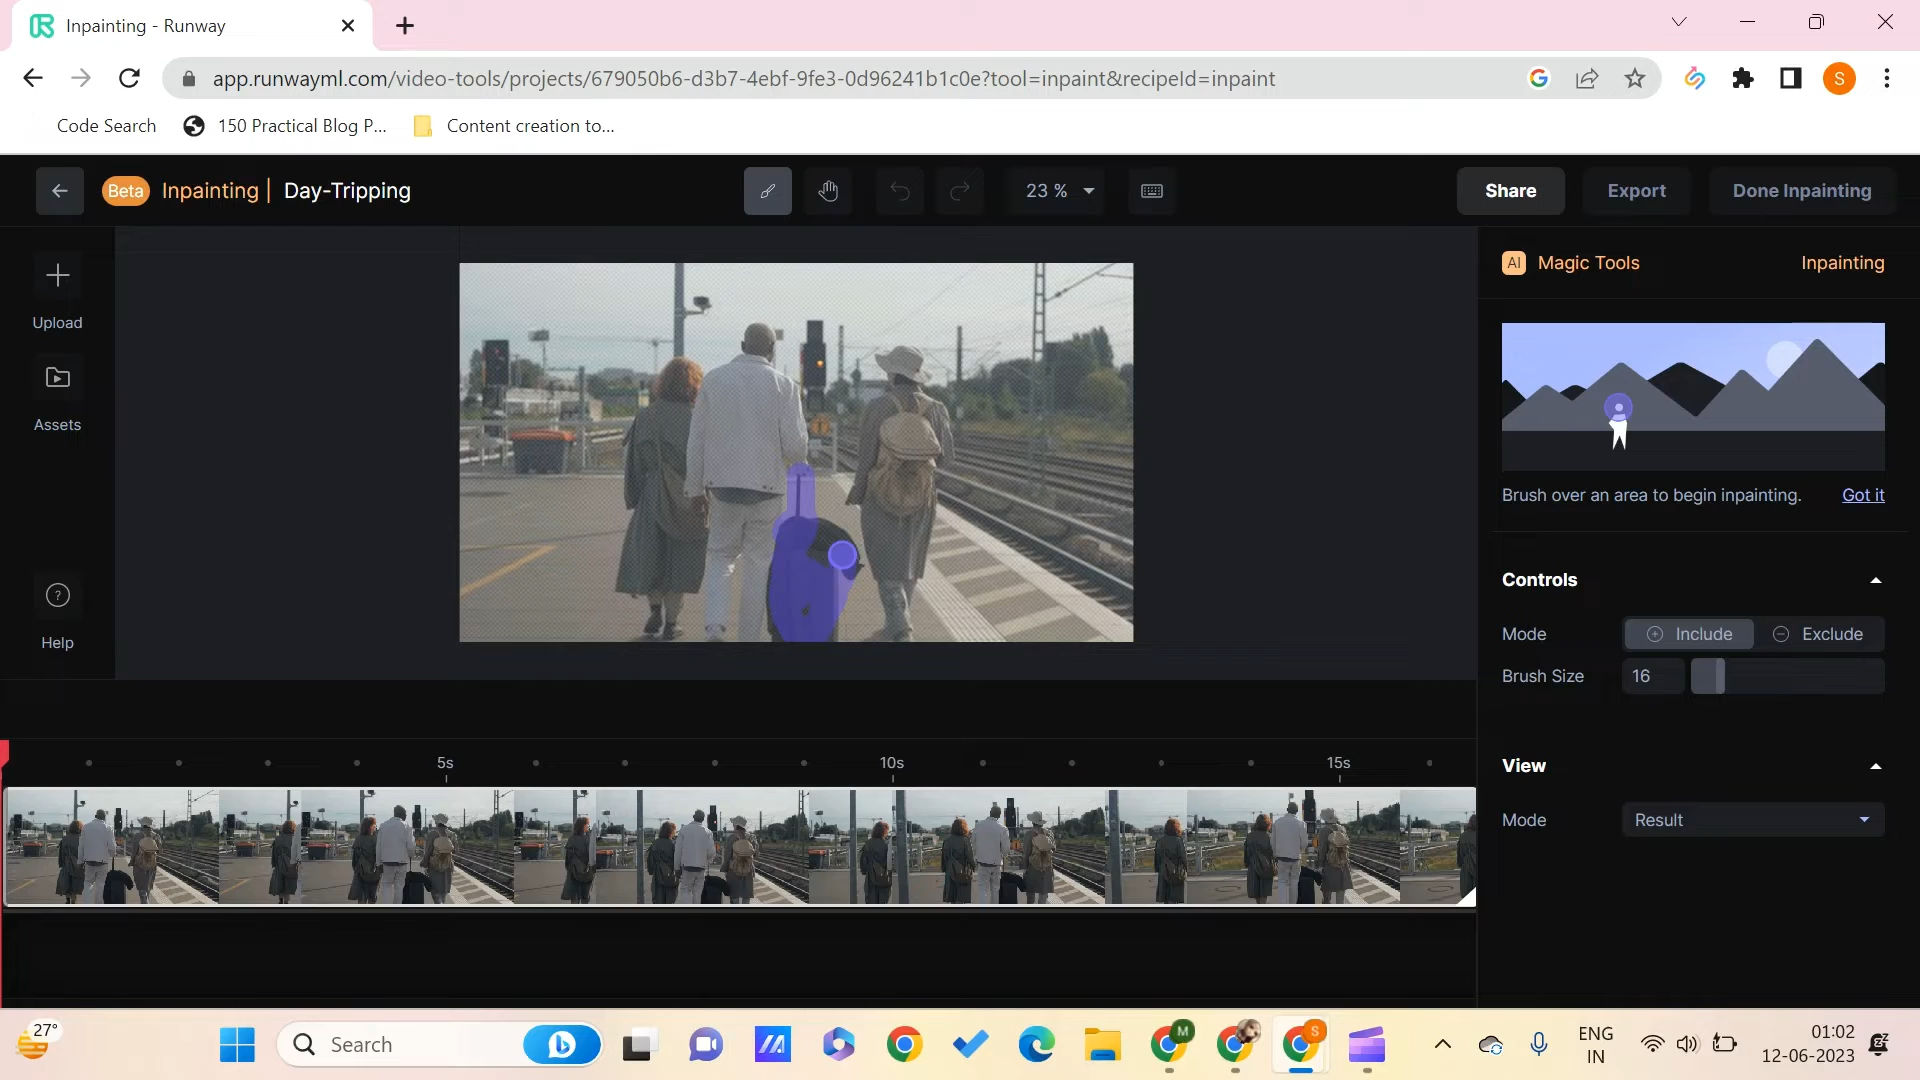 Inpainting - Runway
app.runwayml.com/video-tools/projects/679050b6-d3b7-4ebf-9fe3-0d96241b1c0e?tool=inpaint&recipeId=inpaint
S
Code Search
150 Practical Blog P...
Content creation to...
Beta
Inpainting | Day-Tripping
23 %
Share
Export
Done Inpainting
Upload
Assets
?
Help
AI Magic Tools
Inpainting
Brush over an area to begin inpainting.
Got it
Controls
Mode
Include
Exclude
Brush Size
16
View
Mode
Result
5s
10s
15s
27°
Search
M
S
ENG
IN
01:02
12-06-2023